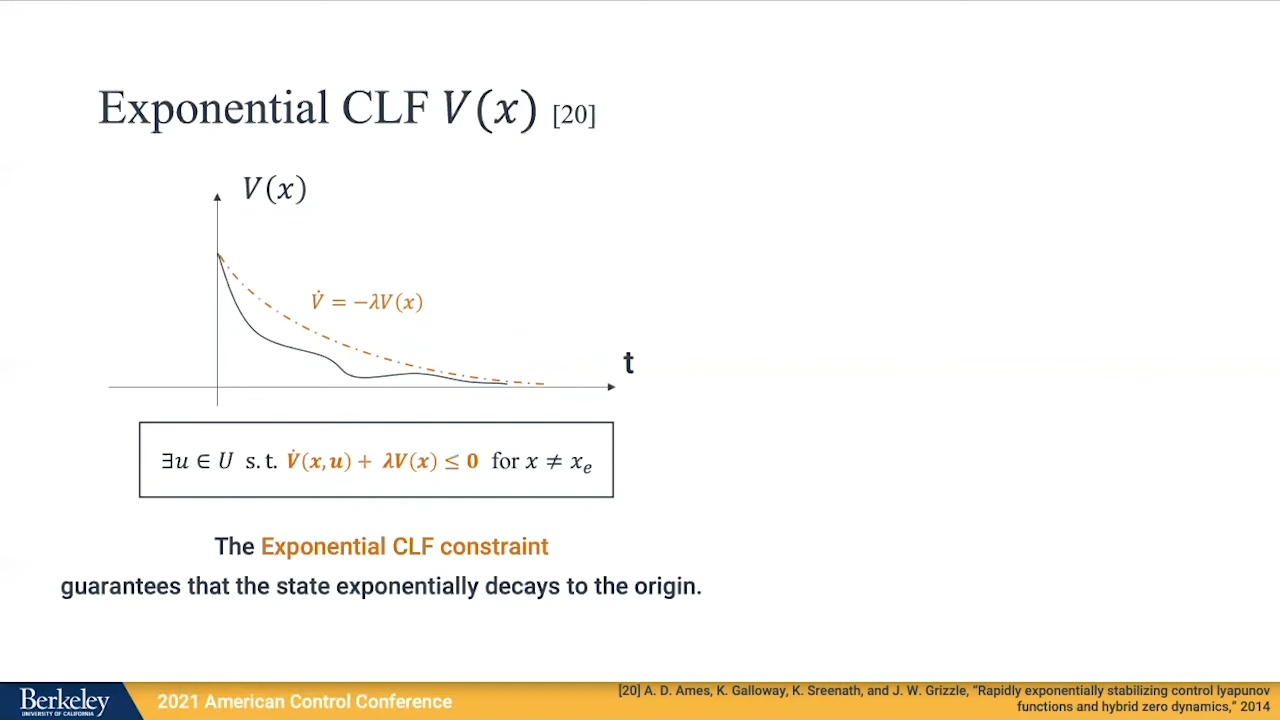 Exponential CLF V(x) [20]
V(x)
V̇ = −λV(x)
t
∃u ∈ U s.t. V̇(x, u) + λV(x) ≤ 0 for x ≠ xₑ
The Exponential CLF constraint
guarantees that the state exponentially decays to the origin.
Berkeley
UNIVERSITY OF CALIFORNIA
2021 American Control Conference
[20] A. D. Ames, K. Galloway, K. Sreenath, and J. W. Grizzle, “Rapidly exponentially stabilizing control lyapunov
functions and hybrid zero dynamics,” 2014